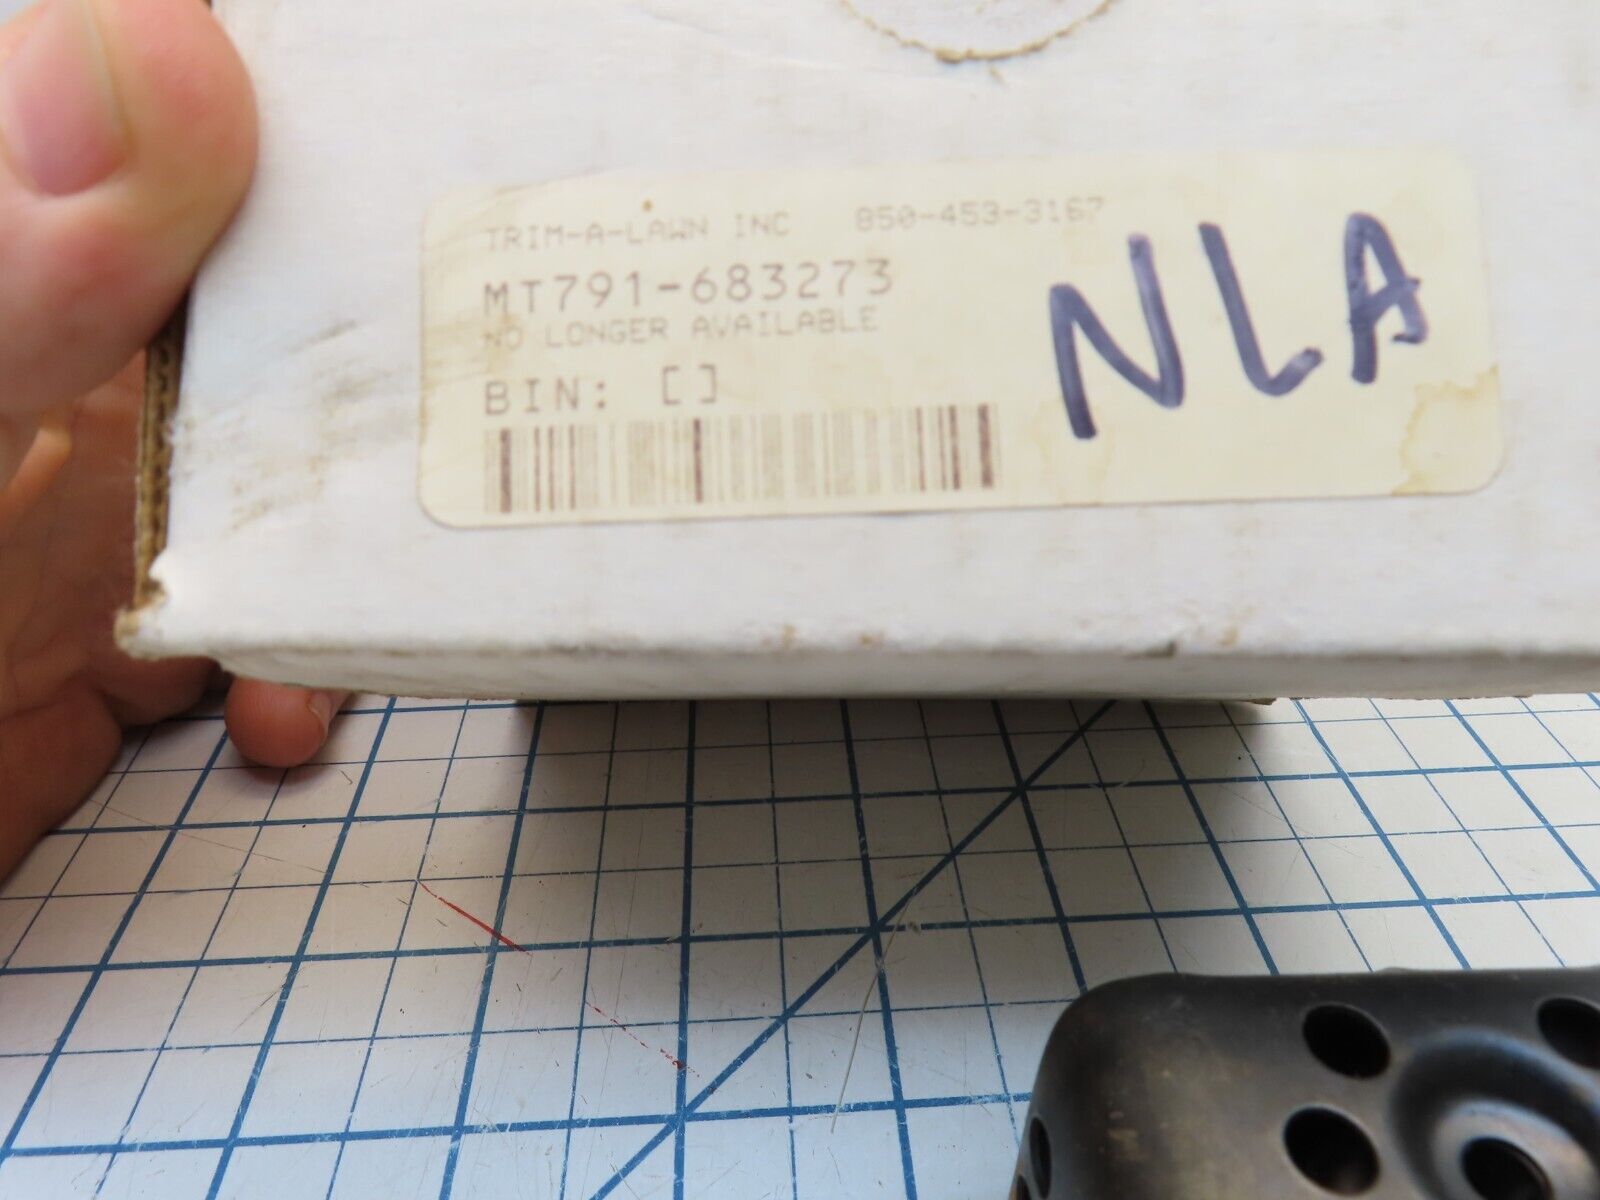 TRIM-A-LAWN INC 850-453-3167
MT791-683273
NO LONGER AVAILABLE
BIN: []
NLA